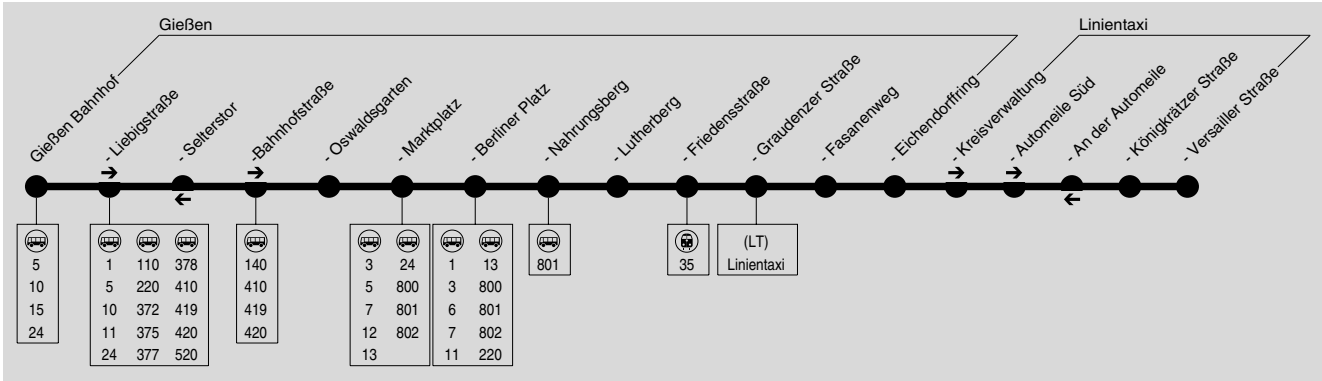 Gießen
Linientaxi
Gießen Bahnhof
- Liebigstraße
- Selterstor
-Bahnhofstraße
- Oswaldsgarten
- Marktplatz
- Berliner Platz
- Nahrungsberg
- Lutherberg
- Friedensstraße
- Graudenzer Straße
- Fasanenweg
- Eichendorffring
- Kreisverwaltung
- Automeile Süd
- An der Automeile
- Königkrätzer Straße
- Versailler Straße
5
10
15
24
1 110 378
5 220 410
10 372 419
11 375 420
24 377 520
140
410
419
420
3 24
5 800
7 801
12 802
13
1 13
3 800
6 801
7 802
11 220
801
35
(LT)
Linientaxi